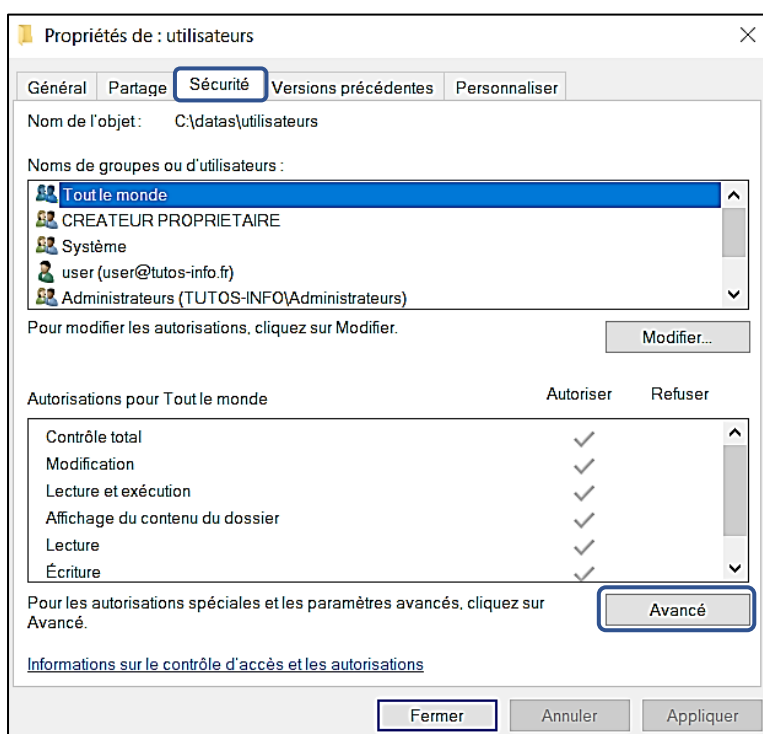 Propriétés de : utilisateurs
Général Partage Sécurité Versions précédentes Personnaliser
Nom de l'objet : C:\datas\utilisateurs
Noms de groupes ou d'utilisateurs :
Tout le monde
CREATEUR PROPRIETAIRE
Système
user (user@tutos-info.fr)
Administrateurs (TUTOS-INFO\Administrateurs)
Pour modifier les autorisations, cliquez sur Modifier.
Modifier...
Autorisations pour Tout le monde Autoriser Refuser
Contrôle total
Modification
Lecture et exécution
Affichage du contenu du dossier
Lecture
Écriture
Pour les autorisations spéciales et les paramètres avancés, cliquez sur
Avancé.
Avancé
Informations sur le contrôle d'accès et les autorisations
Fermer Annuler Appliquer